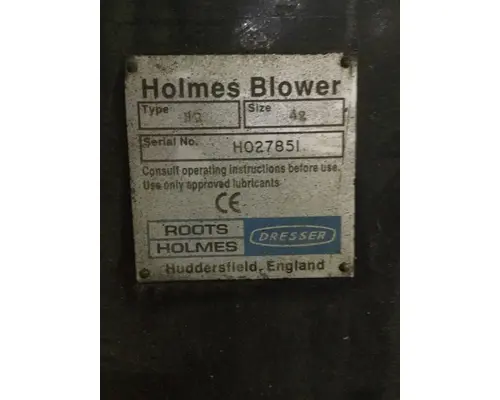 Holmes Blower
Type Size
Serial No. H027851
Consult operating instructions before use.
Use only approved lubricants
CE
ROOTS DRESSER
HOLMES
Huddersfield, England